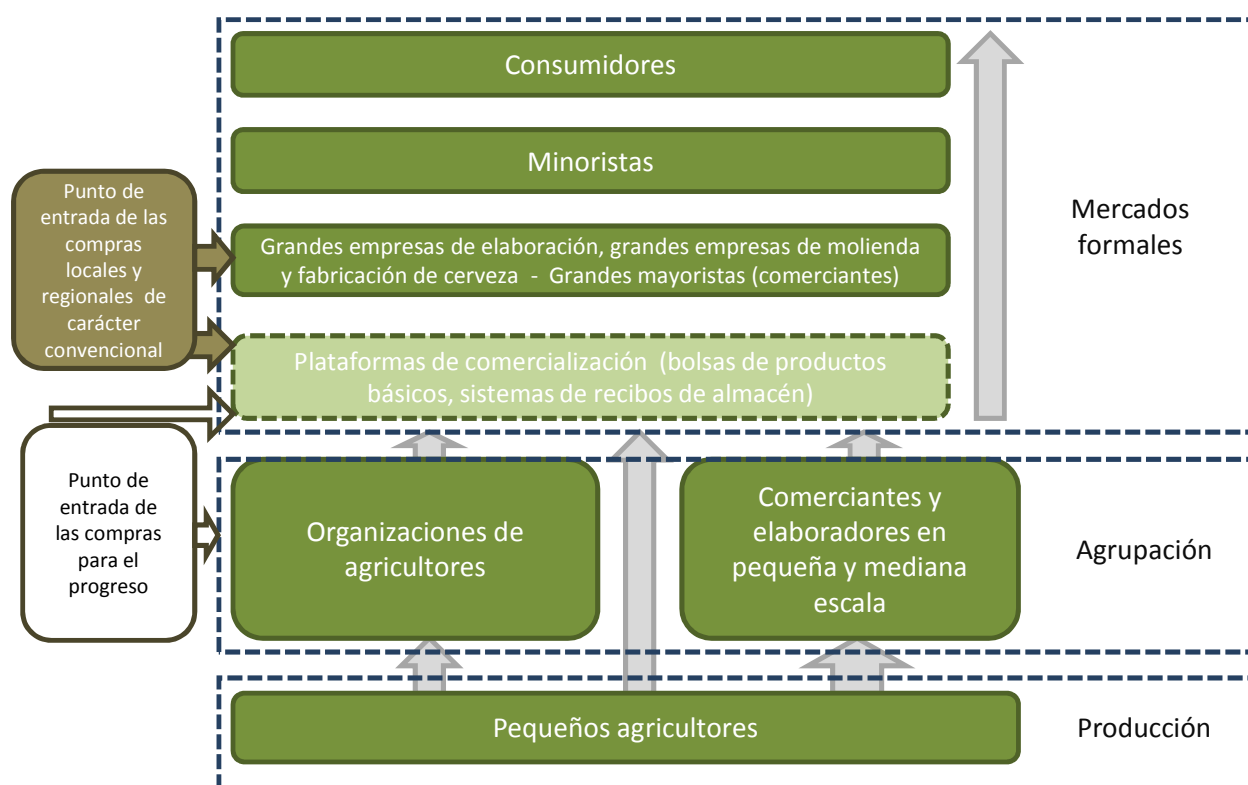 Consumidores
Minoristas
Punto de
entrada de las
compras
locales y
regionales de
carácter
convencional
Grandes empresas de elaboración, grandes empresas de molienda
y fabricación de cerveza - Grandes mayoristas (comerciantes)
Plataformas de comercialización (bolsas de productos
básicos, sistemas de recibos de almacén)
Mercados
formales
Punto de
entrada de
las compras
para el
progreso
Organizaciones de
agricultores
Comerciantes y
elaboradores en
pequeña y mediana
escala
Agrupación
Pequeños agricultores
Producción